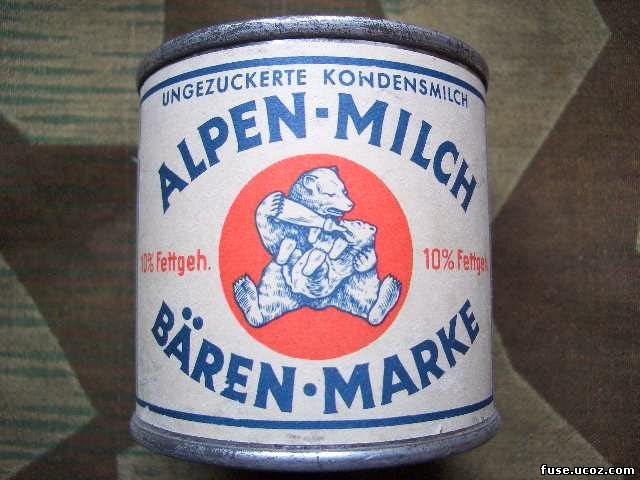 UNGEZUCKERTE KONDENSMILCH
ALPEN-MILCH
10% Fettgeh. 10% Fettgeh
BÄREN·MARKE
fuse.ucoz.com